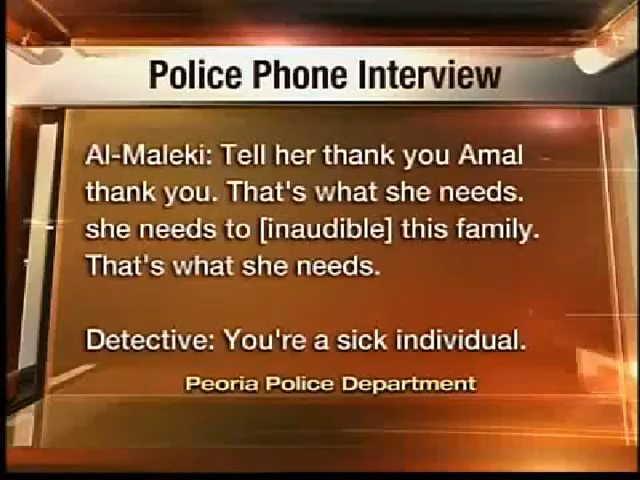 Police Phone Interview
Al-Maleki: Tell her thank you Amal
thank you. That's what she needs.
she needs to [inaudible] this family.
That's what she needs.
Detective: You're a sick individual.
Peoria Police Department